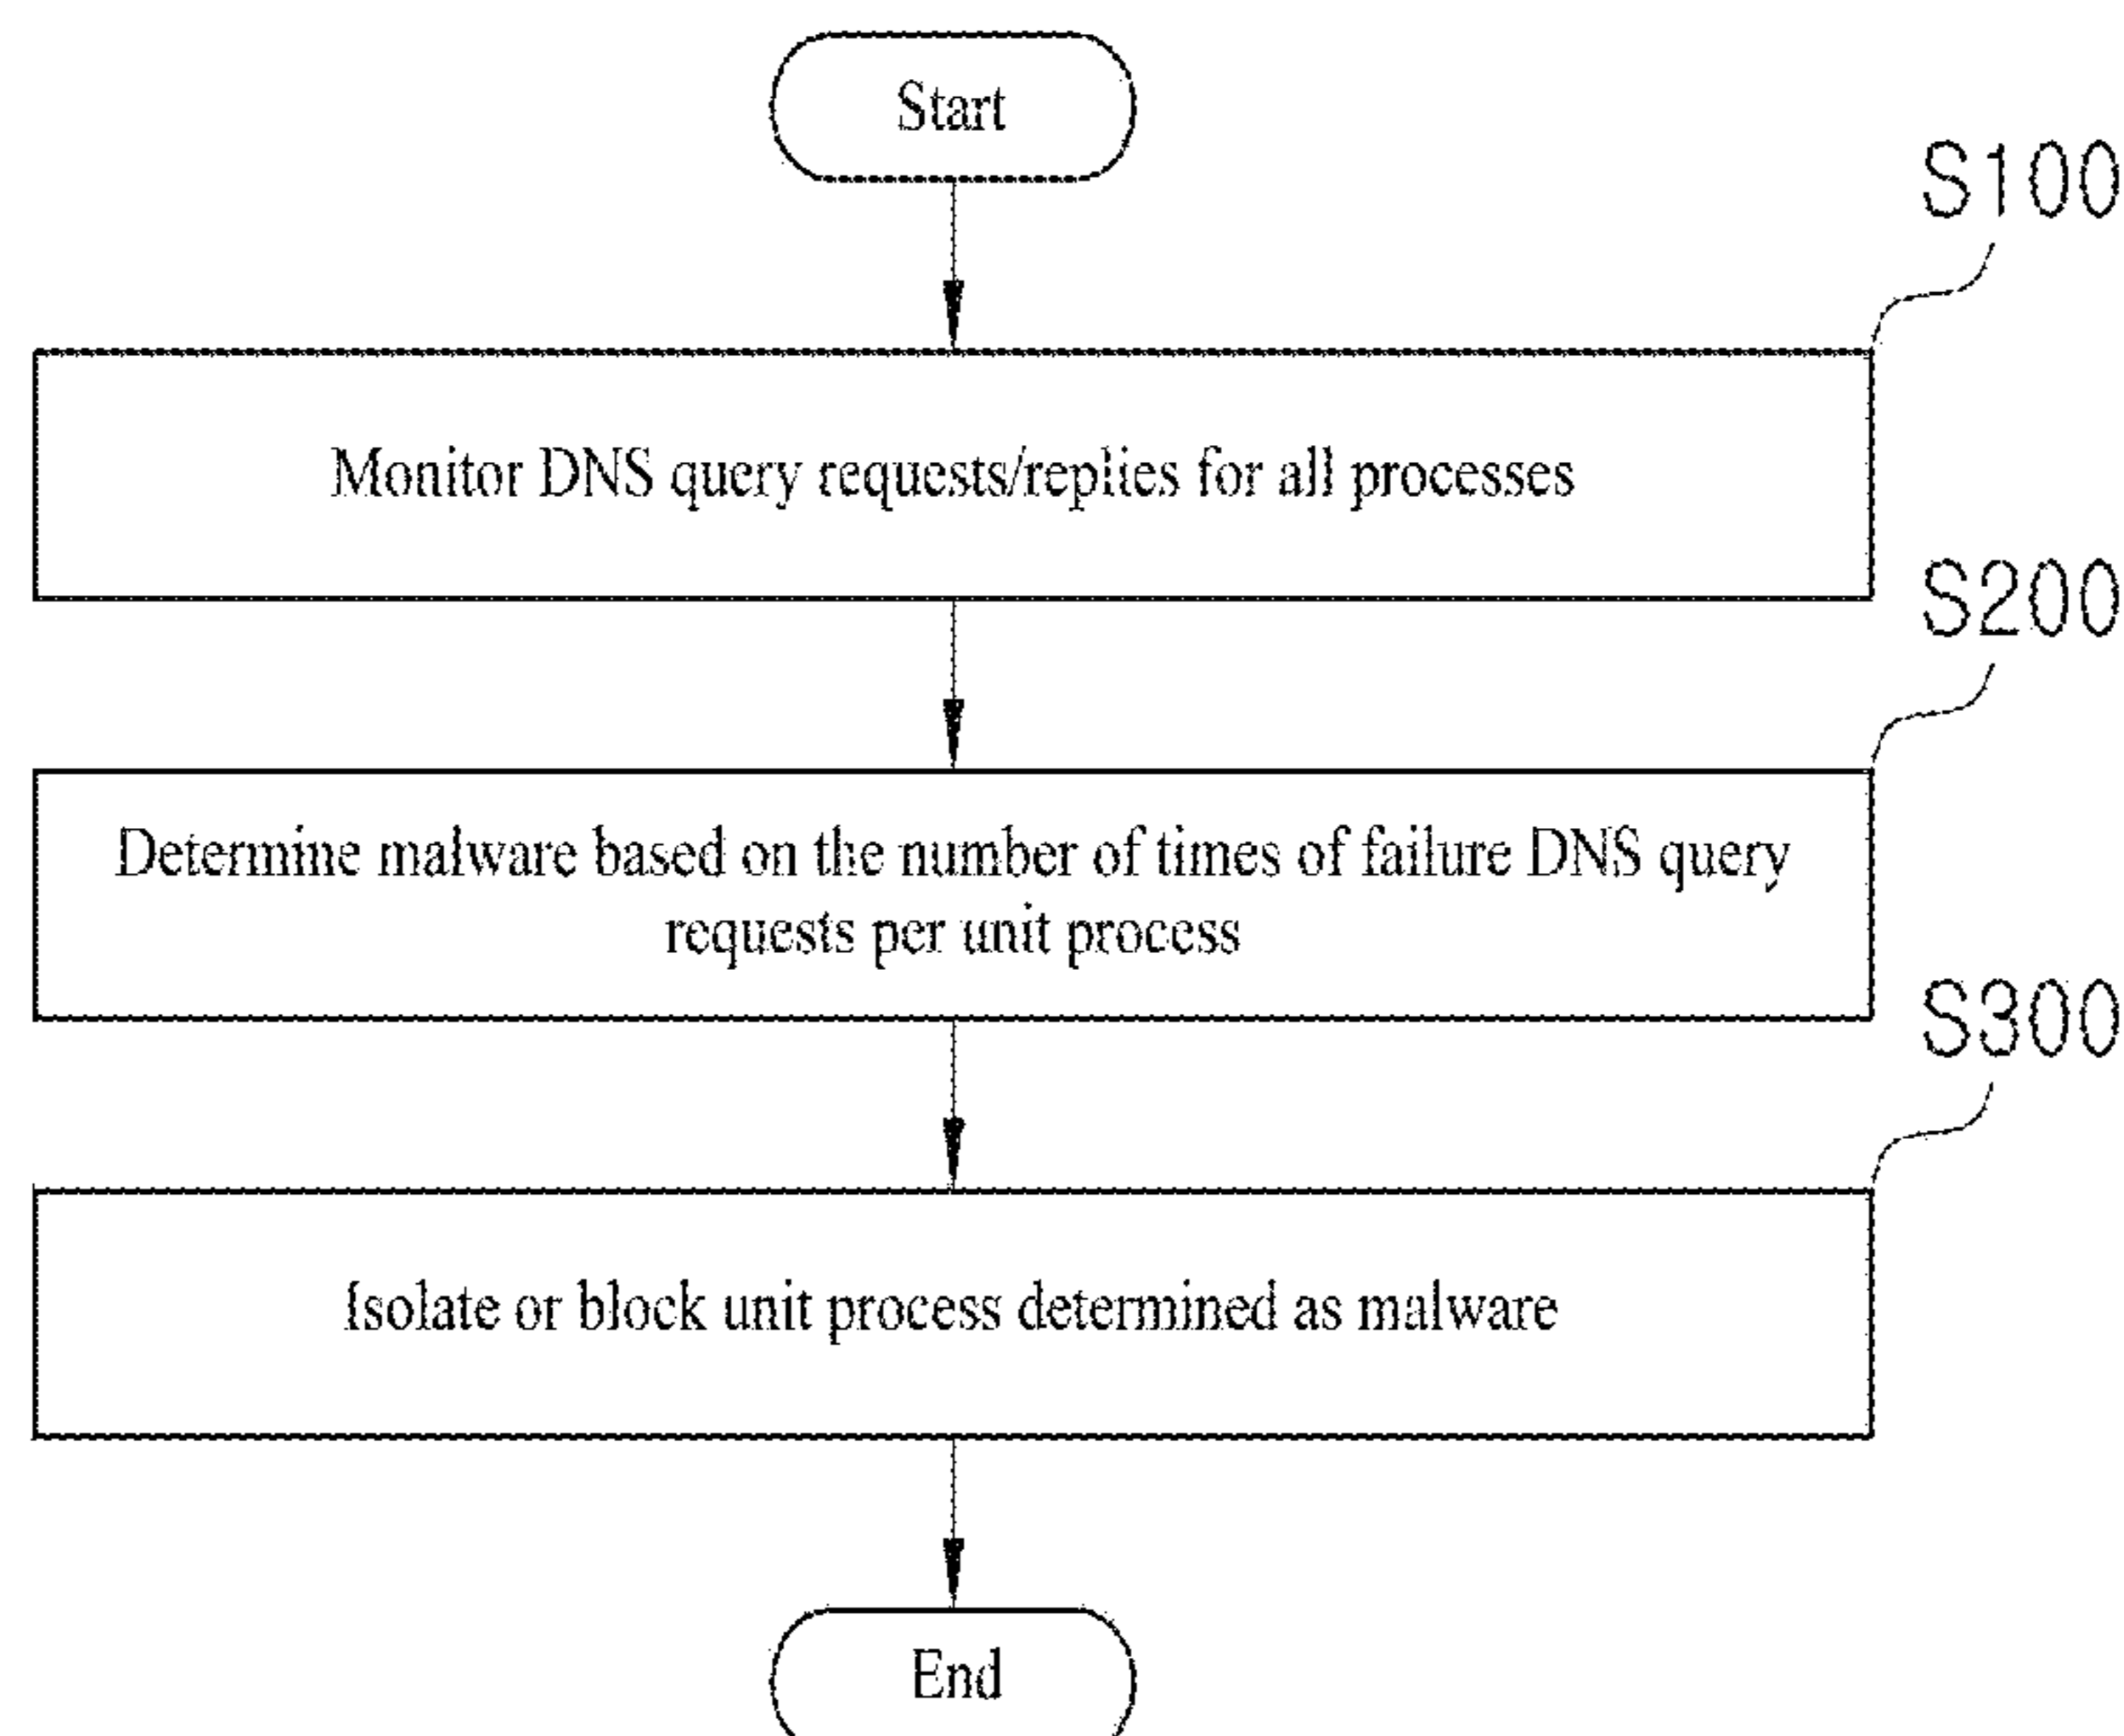 Start
S100
Monitor DNS query requests/replies for all processes
S200
Determine malware based on the number of times of failure DNS query
requests per unit process
S300
Isolate or block unit process determined as malware
End